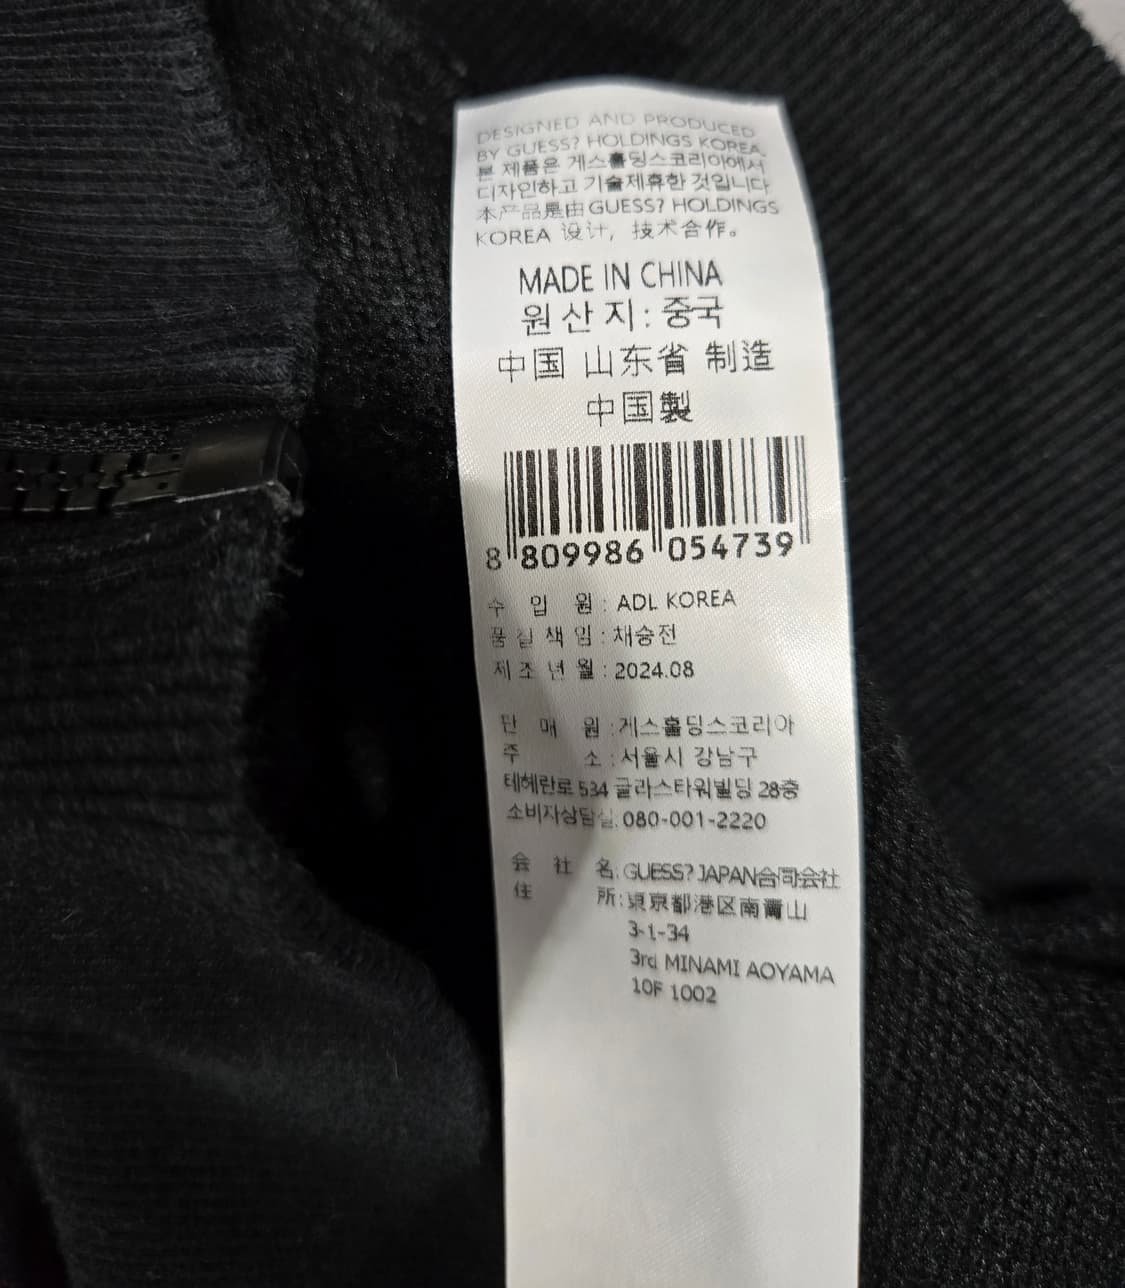 DESIGNED AND PRODUCED
BY GUESS? HOLDINGS KOREA.
본 제품은 게스홀딩스코리아에서
디자인하고 기술제휴한 것입니다
本产品是由GUESS? HOLDINGS
KOREA 设计, 技术合作。
MADE IN CHINA
원산지: 중국
中国 山东省 制造
中国製
8 809986 054739
수 입 원 : ADL KOREA
품질책임 : 채승전
제조년월 : 2024.08
판 매 원 : 게스홀딩스코리아
주 소 : 서울시 강남구
테헤란로 534 글라스타워빌딩 28층
소비자상담실: 080-001-2220
会 社 名: GUESS? JAPAN合同会社
住 所: 東京都港区南青山
3-1-34
3rd MINAMI AOYAMA
10F 1002